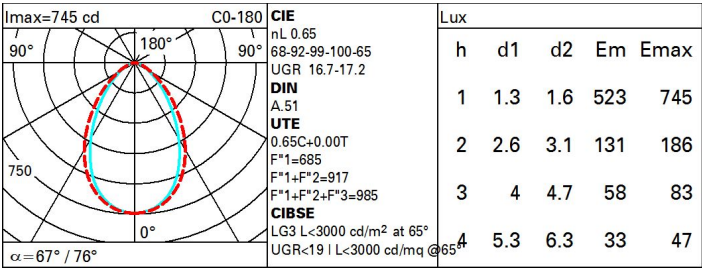 Imax=745 cd C0-180
90° 180° 90°
750
0°
α=67° / 76°
CIE
nL 0.65
68-92-99-100-65
UGR 16.7-17.2
DIN
A.51
UTE
0.65C+0.00T
F"1=685
F"1+F"2=917
F"1+F"2+F"3=985
CIBSE
LG3 L<3000 cd/m² at 65°
UGR<19 | L<3000 cd/mq @65°
Lux
h d1 d2 Em Emax
1 1.3 1.6 523 745
2 2.6 3.1 131 186
3 4 4.7 58 83
4 5.3 6.3 33 47